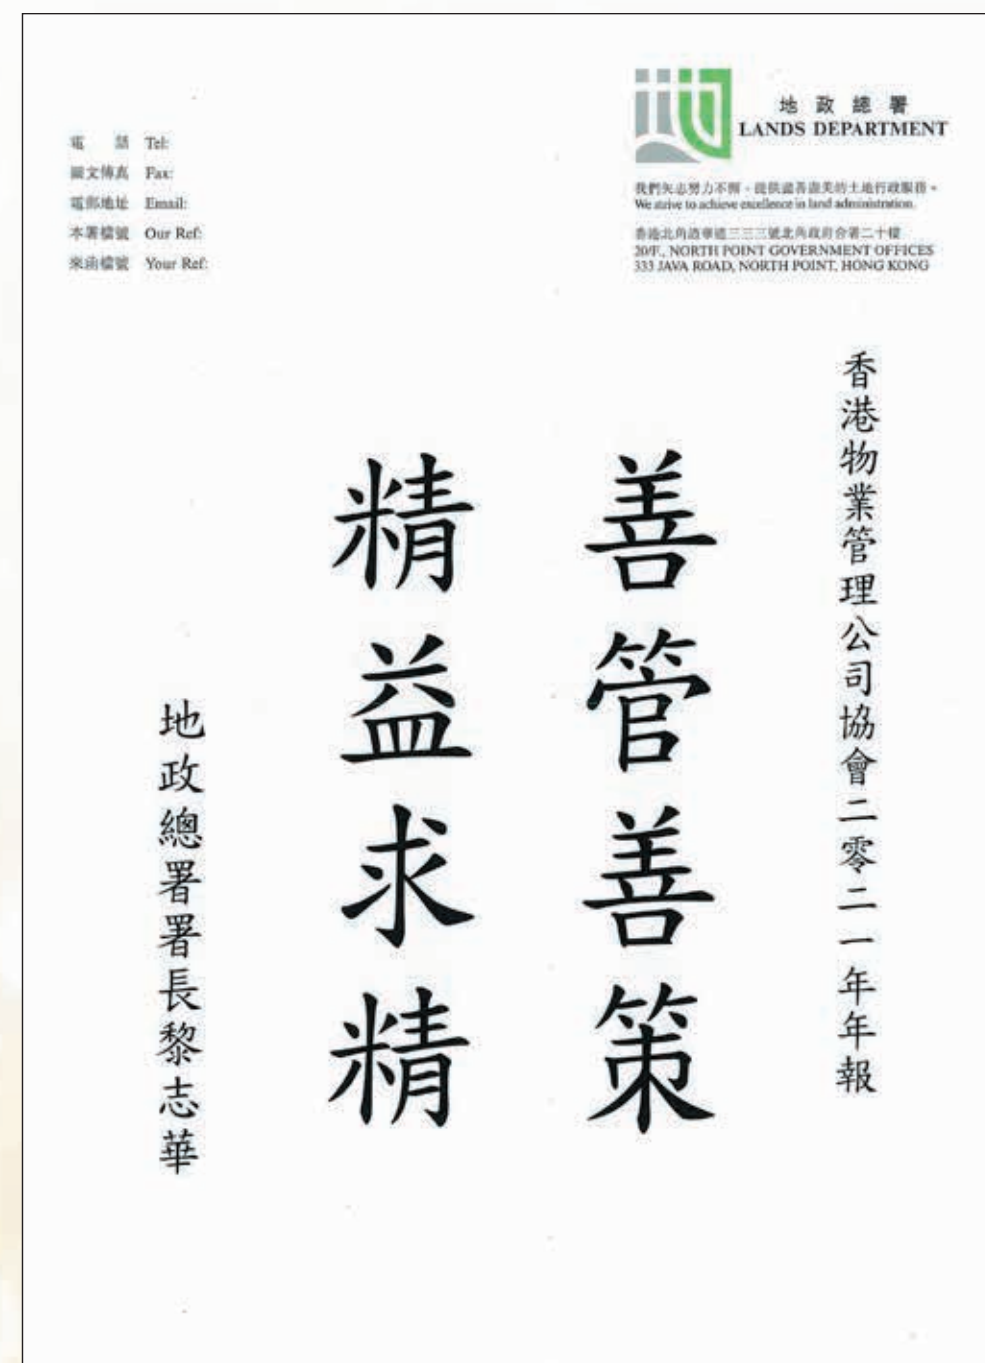 電 話 Tel:
圖文傳真 Fax:
電郵地址 Email:
本署檔號 Our Ref:
來函檔號 Your Ref:
地政總署
LANDS DEPARTMENT
我們矢志努力不懈,提供盡善盡美的土地行政服務。
We strive to achieve excellence in land administration.
香港北角渣華道三三三號北角政府合署二十樓
20/F., NORTH POINT GOVERNMENT OFFICES
333 JAVA ROAD, NORTH POINT, HONG KONG
香港物業管理公司協會二零二一年年報
善管善策
精益求精
地政總署署長黎志華